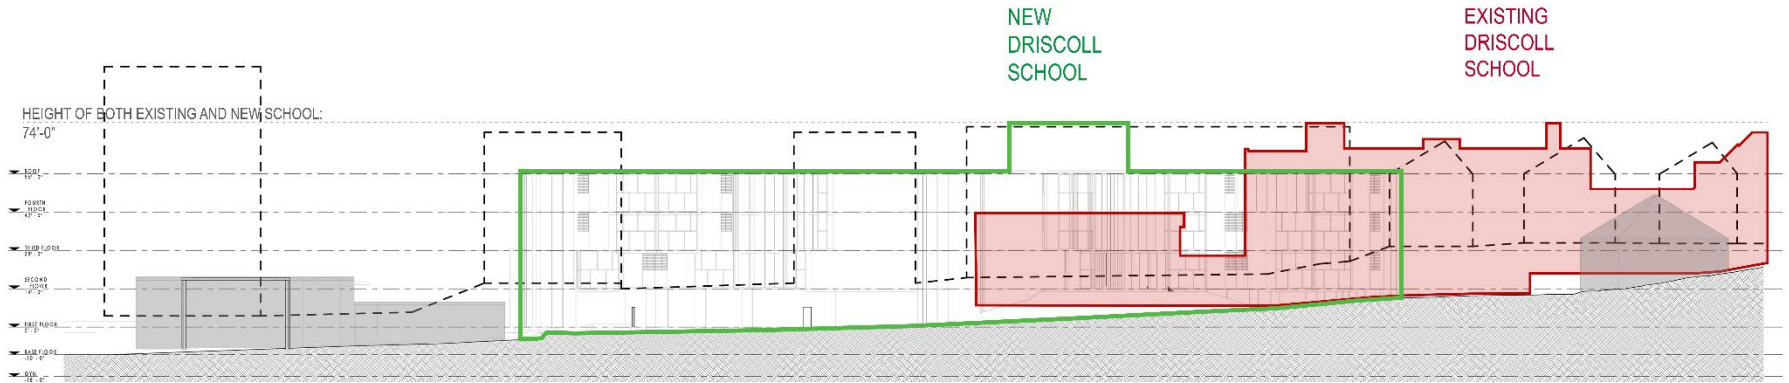 NEW
DRISCOLL
SCHOOL
EXISTING
DRISCOLL
SCHOOL
HEIGHT OF BOTH EXISTING AND NEW SCHOOL:
74'-0"
ROOF
FOURTH
FLOOR
THIRD FLOOR
SECOND
FLOOR
FIRST FLOOR
BASE FLOOR
GYM